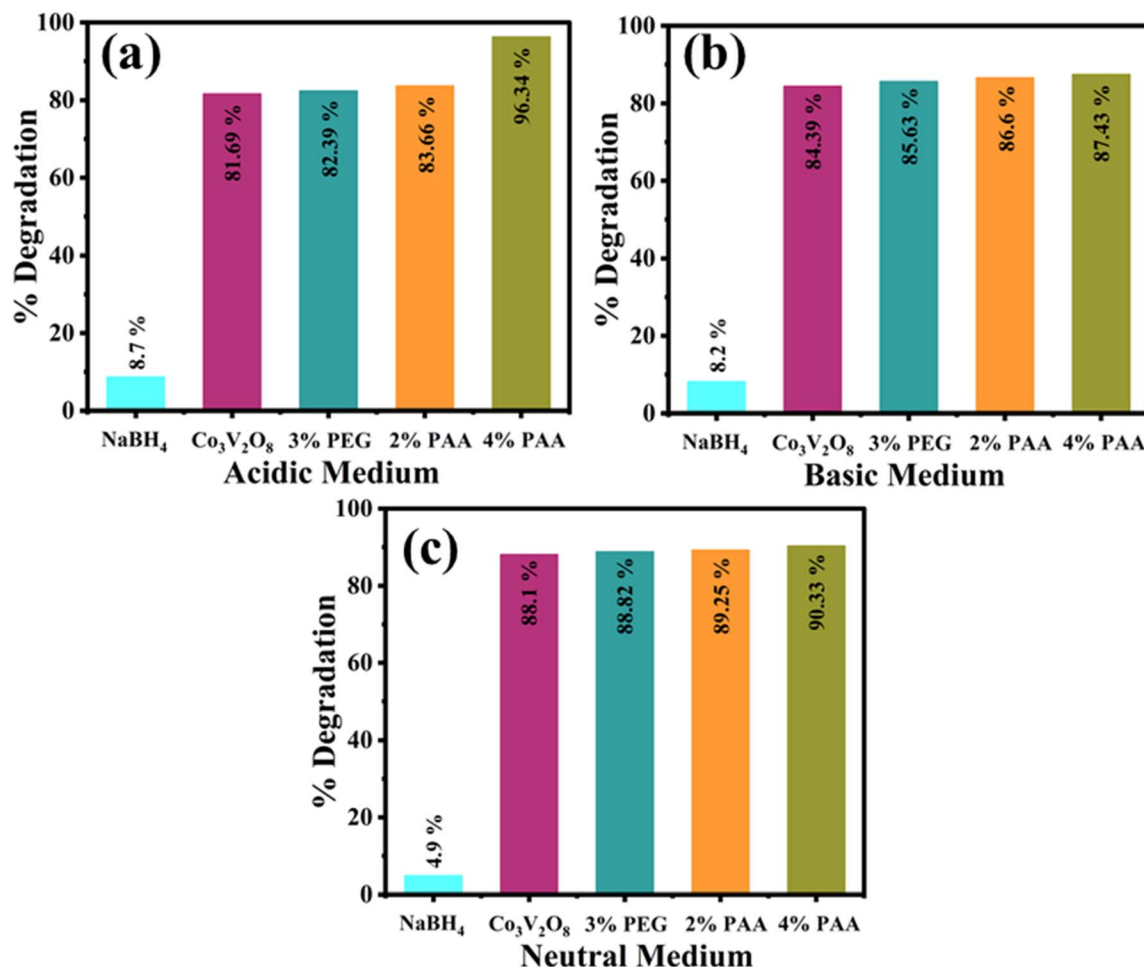 (a)
% Degradation
100
80
60
40
20
0
8.7 %
81.69 %
82.39 %
83.66 %
96.34 %
NaBH₄ Co₃V₂O₈ 3% PEG 2% PAA 4% PAA
Acidic Medium
(b)
% Degradation
100
80
60
40
20
0
8.2 %
84.39 %
85.63 %
86.6 %
87.43 %
NaBH₄ Co₃V₂O₈ 3% PEG 2% PAA 4% PAA
Basic Medium
(c)
% Degradation
100
80
60
40
20
0
4.9 %
88.1 %
88.82 %
89.25 %
90.33 %
NaBH₄ Co₃V₂O₈ 3% PEG 2% PAA 4% PAA
Neutral Medium